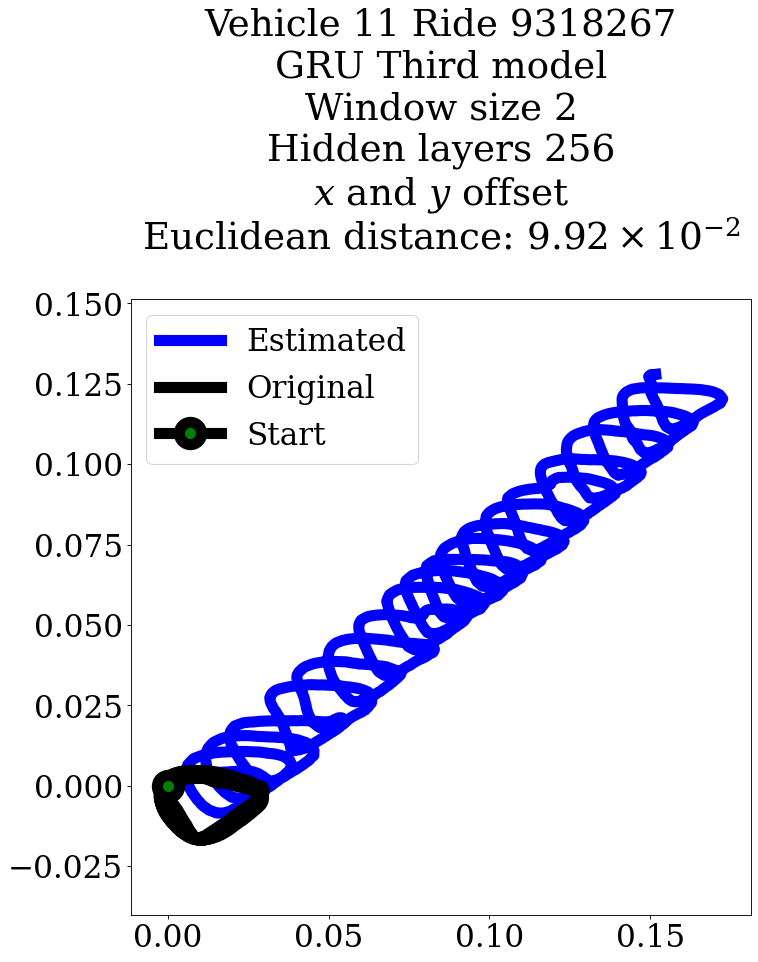 Vehicle 11 Ride 9318267
GRU Third model
Window size 2
Hidden layers 256
x and y offset
Euclidean distance: 9.92 × 10⁻²
0.150
0.125
0.100
0.075
0.050
0.025
0.000
−0.025
Estimated
Original
Start
0.00 0.05 0.10 0.15